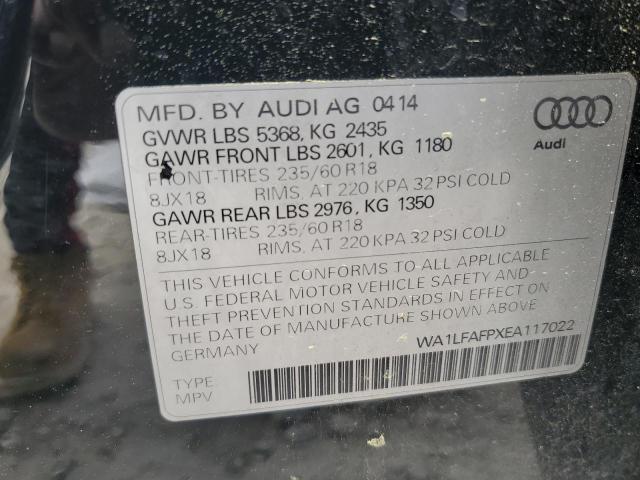 MFD. BY AUDI AG 0414
GVWR LBS 5368, KG 2435
GAWR FRONT LBS 2601, KG 1180
FRONT-TIRES 235/60 R18
8JX18 RIMS, AT 220 KPA 32 PSI COLD
GAWR REAR LBS 2976, KG 1350
REAR-TIRES 235/60 R18
8JX18 RIMS, AT 220 KPA 32 PSI COLD
Audi
THIS VEHICLE CONFORMS TO ALL APPLICABLE
U.S. FEDERAL MOTOR VEHICLE SAFETY AND
THEFT PREVENTION STANDARDS IN EFFECT ON
THE DATE OF MANUFACTURE SHOWN ABOVE
GERMANY
WA1LFAFPXEA117022
TYPE
MPV